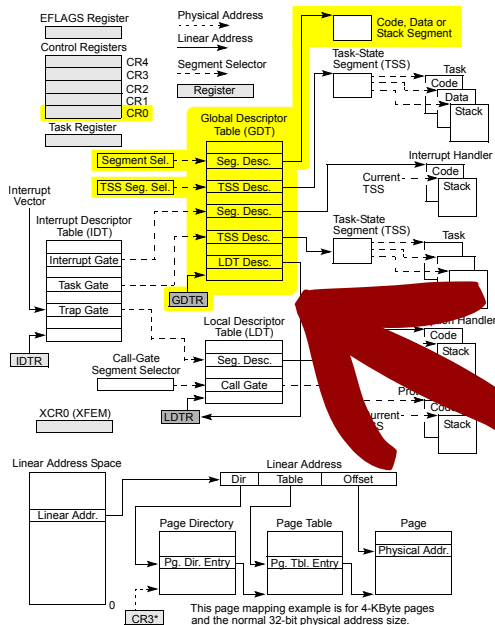 EFLAGS Register
Control Registers
CR4
CR3
CR2
CR1
CR0
Task Register
Physical Address
Linear Address
Segment Selector
Register
Code, Data or
Stack Segment
Task-State
Segment (TSS)
Task
Code
Data
Stack
Global Descriptor
Table (GDT)
Segment Sel.
Seg. Desc.
TSS Seg. Sel.
TSS Desc.
Seg. Desc.
TSS Desc.
LDT Desc.
GDTR
Interrupt Handler
Code
Current
TSS
Stack
Interrupt
Vector
Interrupt Descriptor
Table (IDT)
Interrupt Gate
Task Gate
Trap Gate
IDTR
Task-State
Segment (TSS)
Task
Handler
Code
Stack
Local Descriptor
Table (LDT)
Call-Gate
Segment Selector
Seg. Desc.
Call Gate
LDTR
XCR0 (XFEM)
Stack
Linear Address Space
Linear Addr.
0
Linear Address
Dir Table Offset
Page Directory
Pg. Dir. Entry
Page Table
Pg. Tbl. Entry
Page
Physical Addr.
CR3*
This page mapping example is for 4-KByte pages
and the normal 32-bit physical address size.